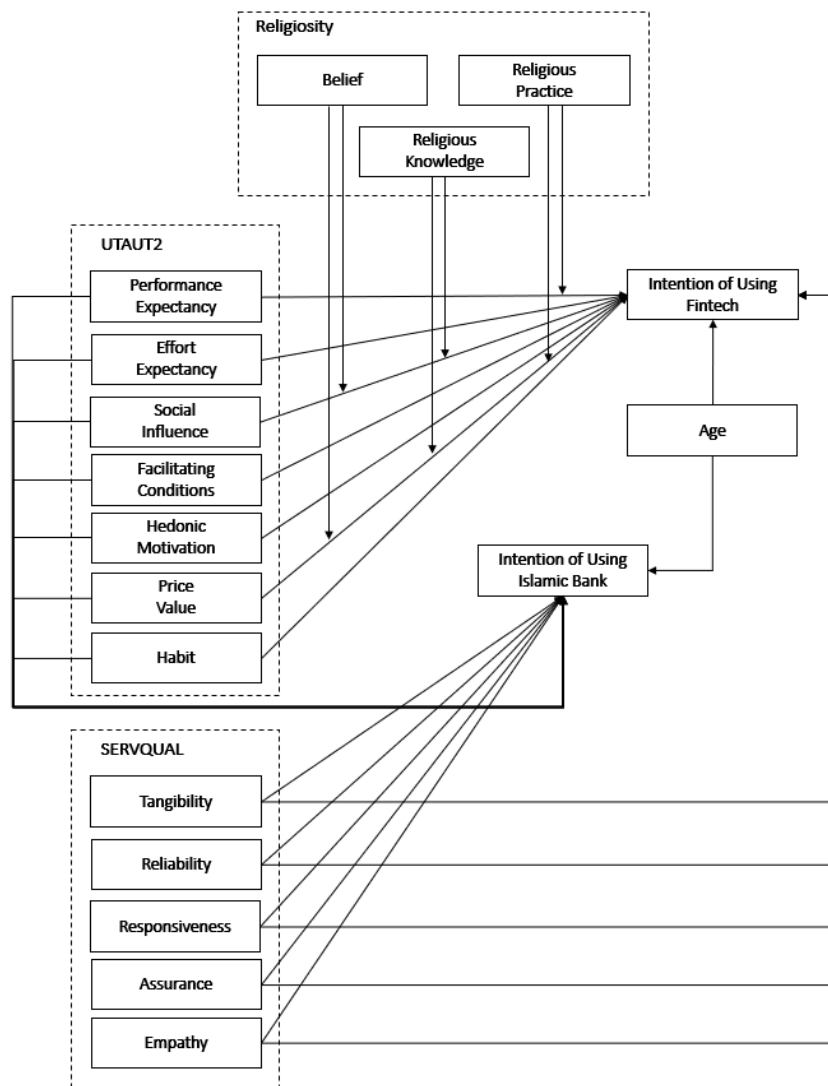 Religiosity
Belief
Religious
Practice
Religious
Knowledge
UTAUT2
Performance
Expectancy
Intention of Using
Fintech
Effort
Expectancy
Social
Influence
Age
Facilitating
Conditions
Hedonic
Motivation
Intention of Using
Islamic Bank
Price
Value
Habit
SERVQUAL
Tangibility
Reliability
Responsiveness
Assurance
Empathy